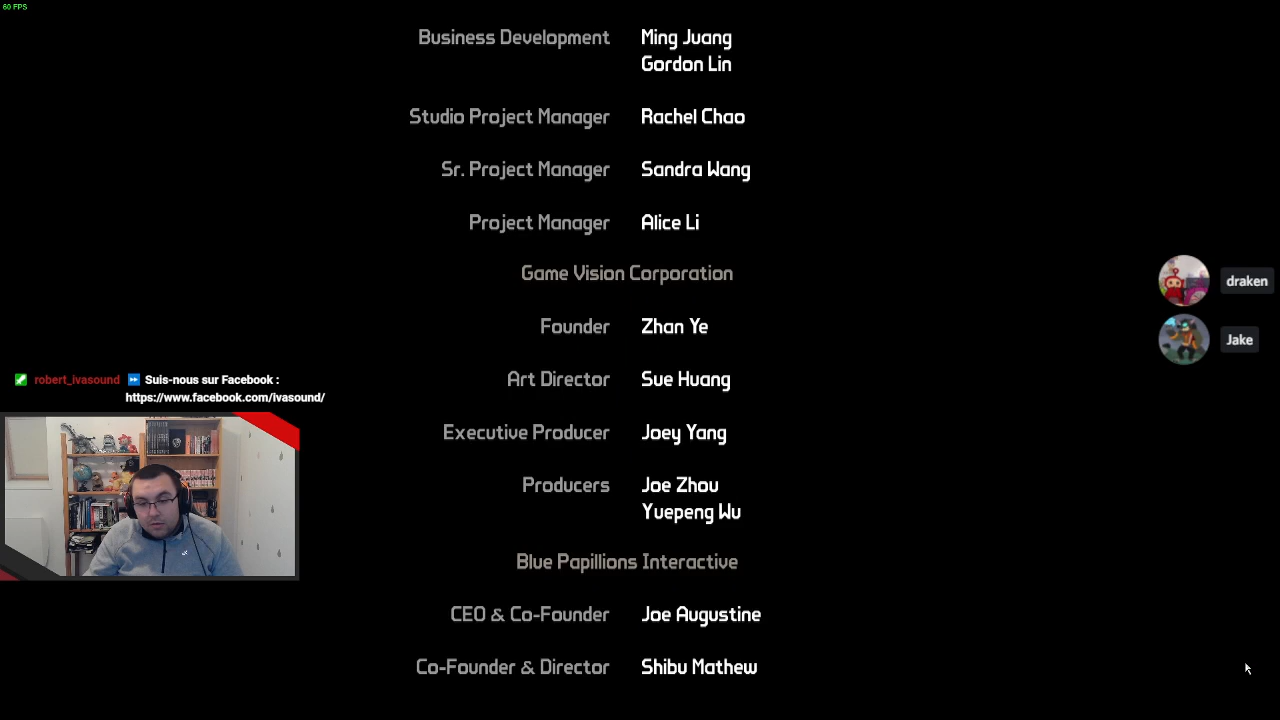 60 FPS
Business Development Ming Juang
Gordon Lin
Studio Project Manager Rachel Chao
Sr. Project Manager Sandra Wang
Project Manager Alice Li
Game Vision Corporation
Founder Zhan Ye
Art Director Sue Huang
Executive Producer Joey Yang
Producers Joe Zhou
Yuepeng Wu
Blue Papillions Interactive
CEO & Co-Founder Joe Augustine
Co-Founder & Director Shibu Mathew
draken
Jake
robert_ivasound ⏩ Suis-nous sur Facebook :
https://www.facebook.com/ivasound/